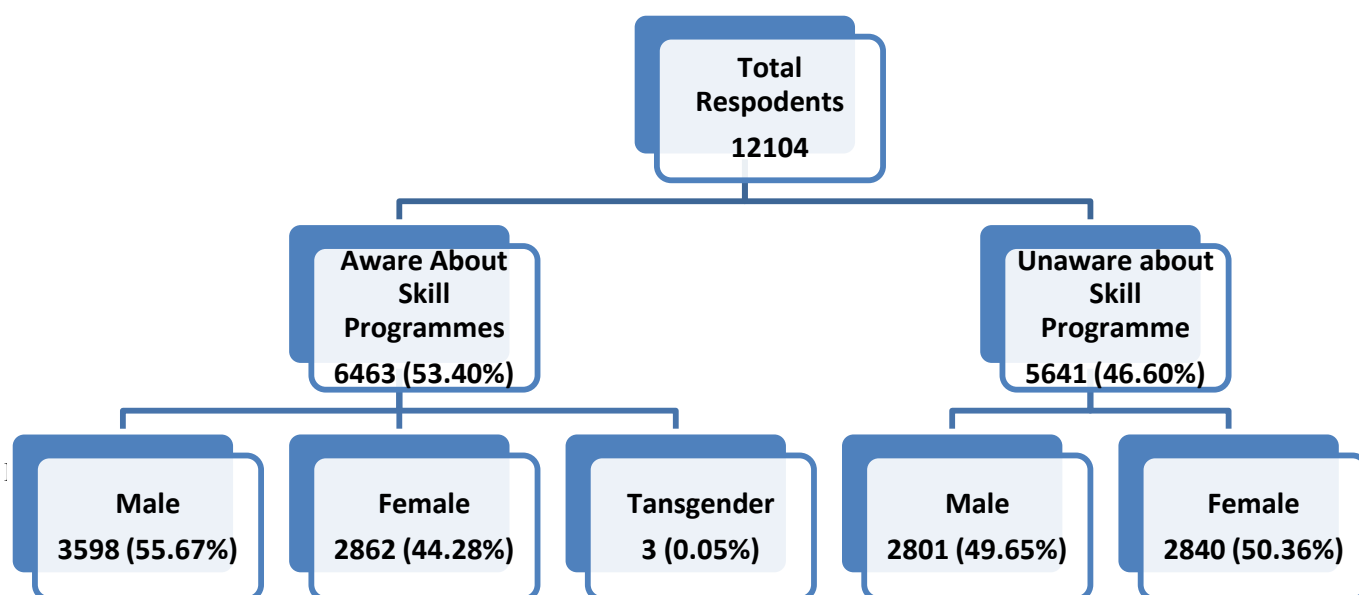 Total
Respodents
12104
Aware About
Skill
Programmes
6463 (53.40%)
Unaware about
Skill
Programme
5641 (46.60%)
Male
3598 (55.67%)
Female
2862 (44.28%)
Tansgender
3 (0.05%)
Male
2801 (49.65%)
Female
2840 (50.36%)